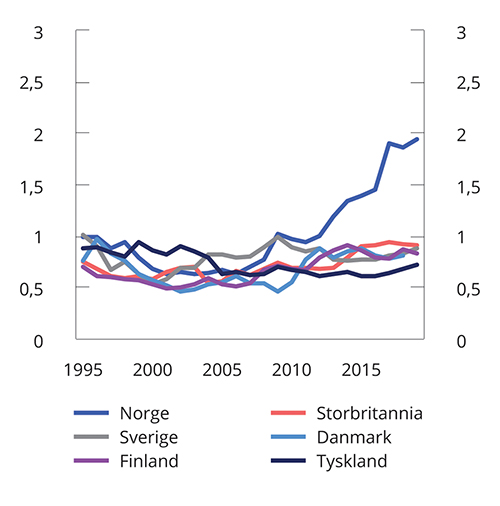 3 3
2,5 2,5
2 2
1,5 1,5
1 1
0,5 0,5
0 0
1995 2000 2005 2010 2015
Norge Storbritannia
Sverige Danmark
Finland Tyskland